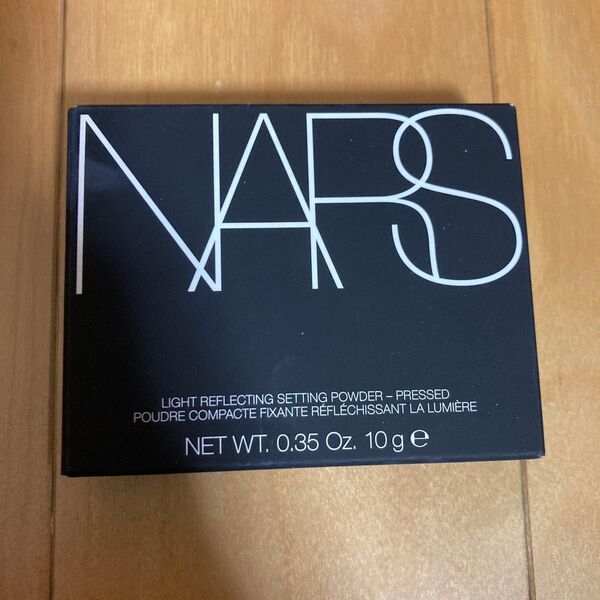 NARS
LIGHT REFLECTING SETTING POWDER – PRESSED
POUDRE COMPACTE FIXANTE RÉFLÉCHISSANT LA LUMIÈRE
NET WT. 0.35 Oz. 10 g ℮